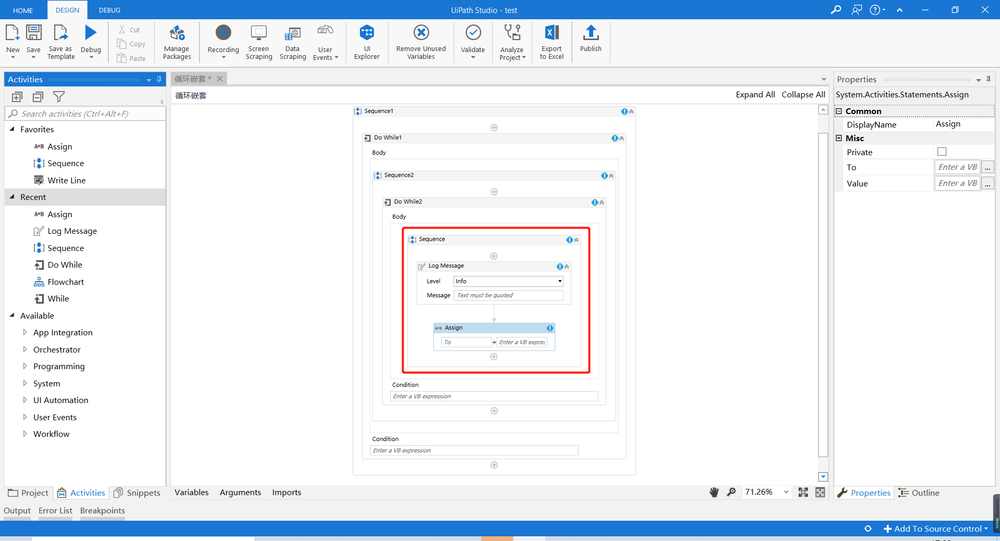 HOME DESIGN DEBUG UiPath Studio - test
New Save Save as Template Debug Cut Copy Paste Manage Packages Recording Screen Scraping Data Scraping User Events UI Explorer Remove Unused Variables Validate Analyze Project Export to Excel Publish
Activities
Search activities (Ctrl+Alt+F)
Favorites
A←B Assign
Sequence
Write Line
Recent
A←B Assign
Log Message
Sequence
Do While
Flowchart
While
Available
App Integration
Orchestrator
Programming
System
UI Automation
User Events
Workflow
Project Activities Snippets
循环嵌套 *
循环嵌套
Expand All Collapse All
Sequence1
Do While1
Body
Sequence2
Do While2
Body
Sequence
Log Message
Level Info
Message Text must be quoted
A←B Assign
To = Enter a VB expres
Condition
Enter a VB expression
Condition
Enter a VB expression
Variables Arguments Imports 71.26%
Properties
System.Activities.Statements.Assign
Common
DisplayName Assign
Misc
Private
To Enter a VB ...
Value Enter a VB ...
Properties Outline
Output Error List Breakpoints
Add To Source Control